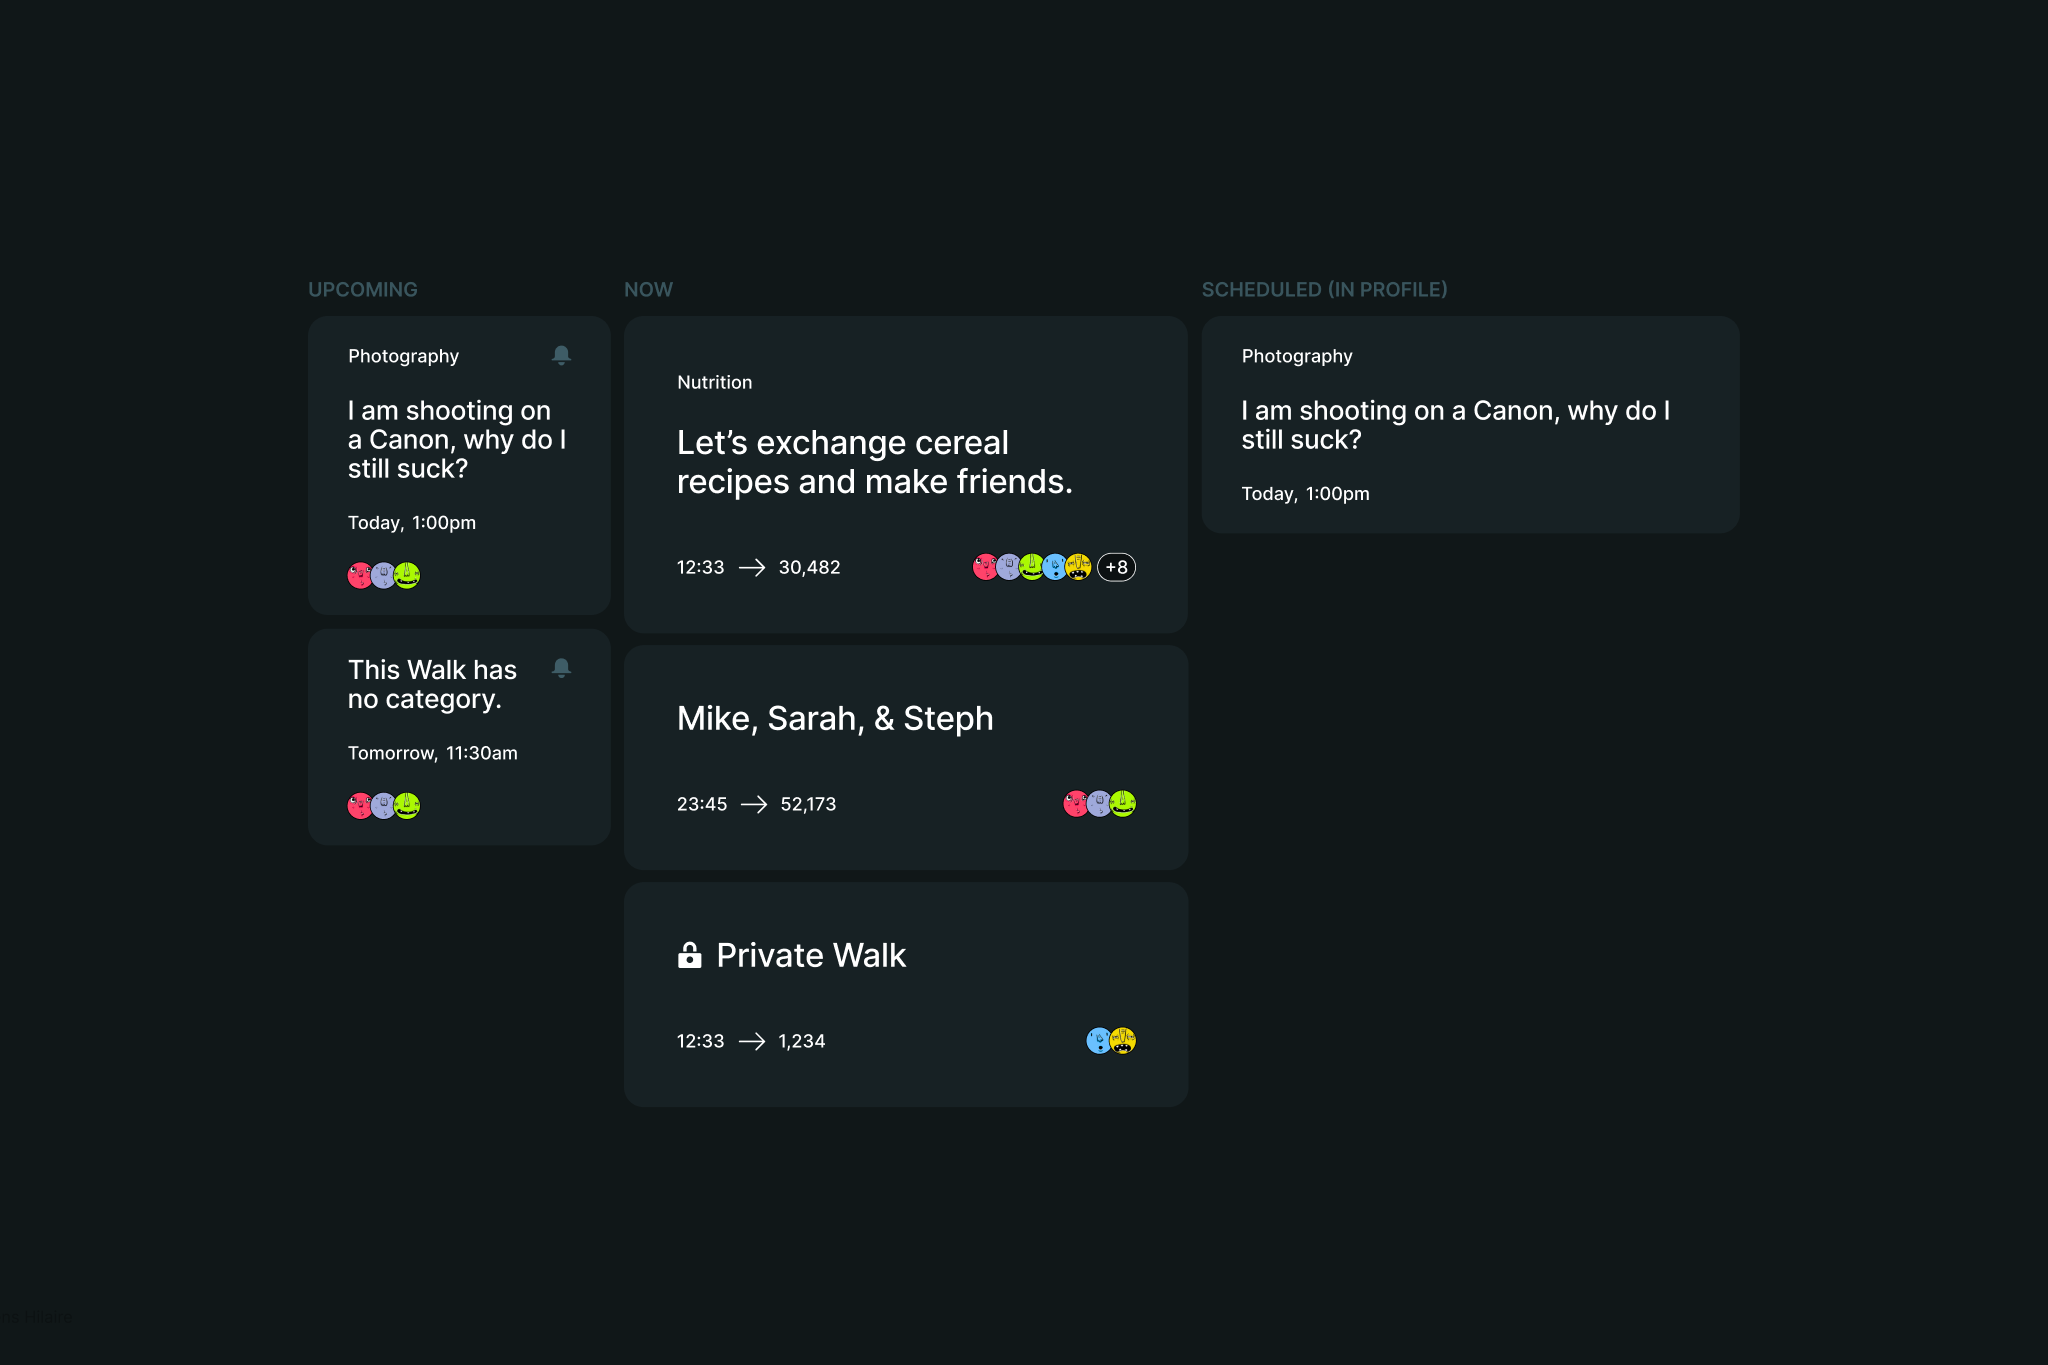 UPCOMING
Photography
I am shooting on
a Canon, why do I
still suck?
Today, 1:00pm
This Walk has
no category.
Tomorrow, 11:30am
NOW
Nutrition
Let’s exchange cereal
recipes and make friends.
12:33 → 30,482
+8
Mike, Sarah, & Steph
23:45 → 52,173
Private Walk
12:33 → 1,234
SCHEDULED (IN PROFILE)
Photography
I am shooting on a Canon, why do I
still suck?
Today, 1:00pm